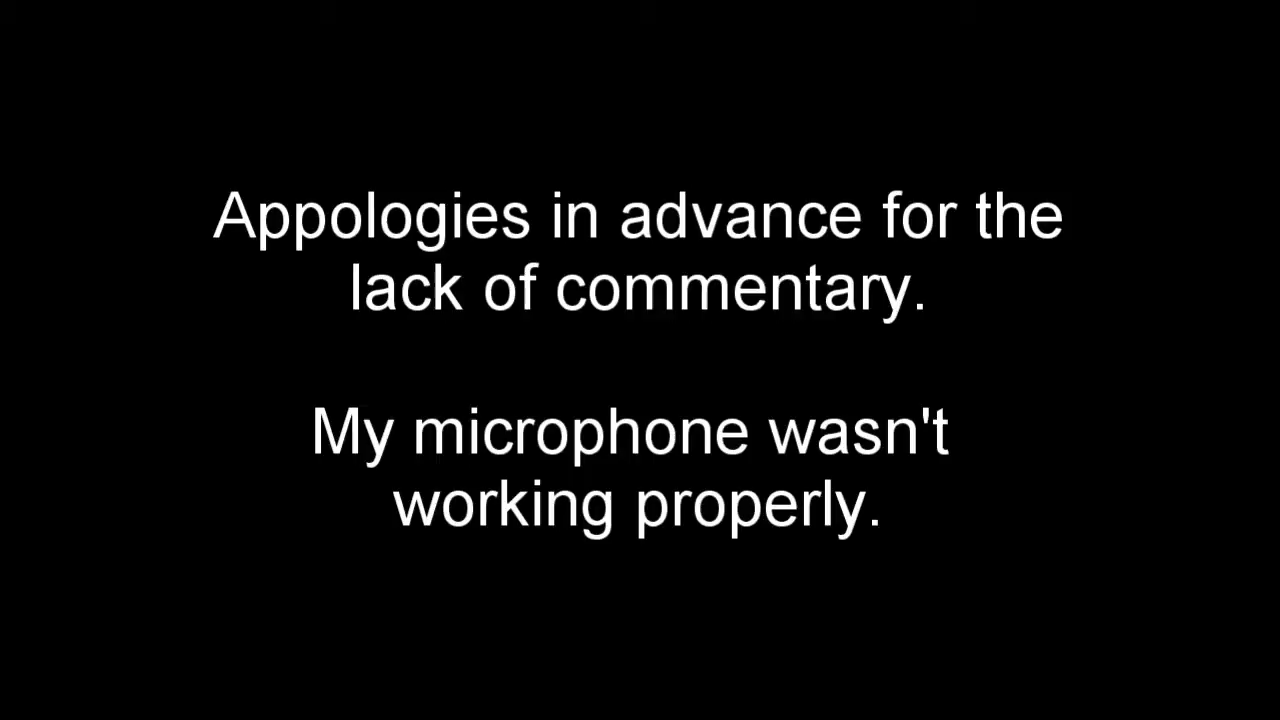 Appologies in advance for the
lack of commentary.
My microphone wasn't
working properly.